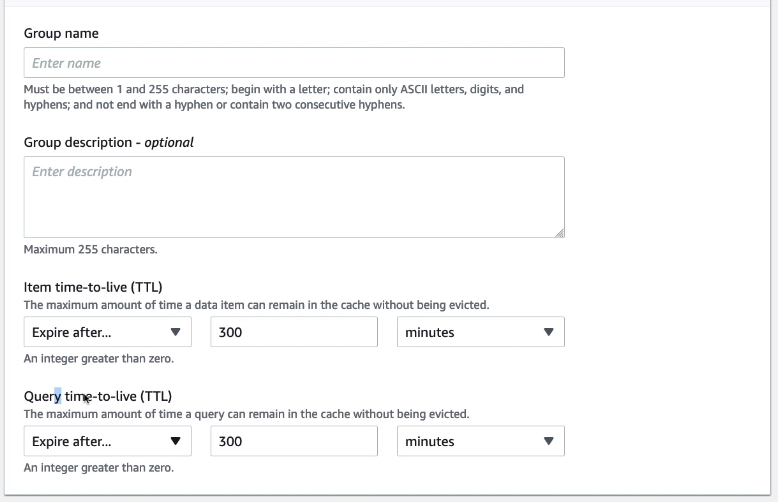 Group name
Enter name
Must be between 1 and 255 characters; begin with a letter; contain only ASCII letters, digits, and
hyphens; and not end with a hyphen or contain two consecutive hyphens.
Group description - optional
Enter description
Maximum 255 characters.
Item time-to-live (TTL)
The maximum amount of time a data item can remain in the cache without being evicted.
Expire after... 300 minutes
An integer greater than zero.
Query time-to-live (TTL)
The maximum amount of time a query can remain in the cache without being evicted.
Expire after... 300 minutes
An integer greater than zero.